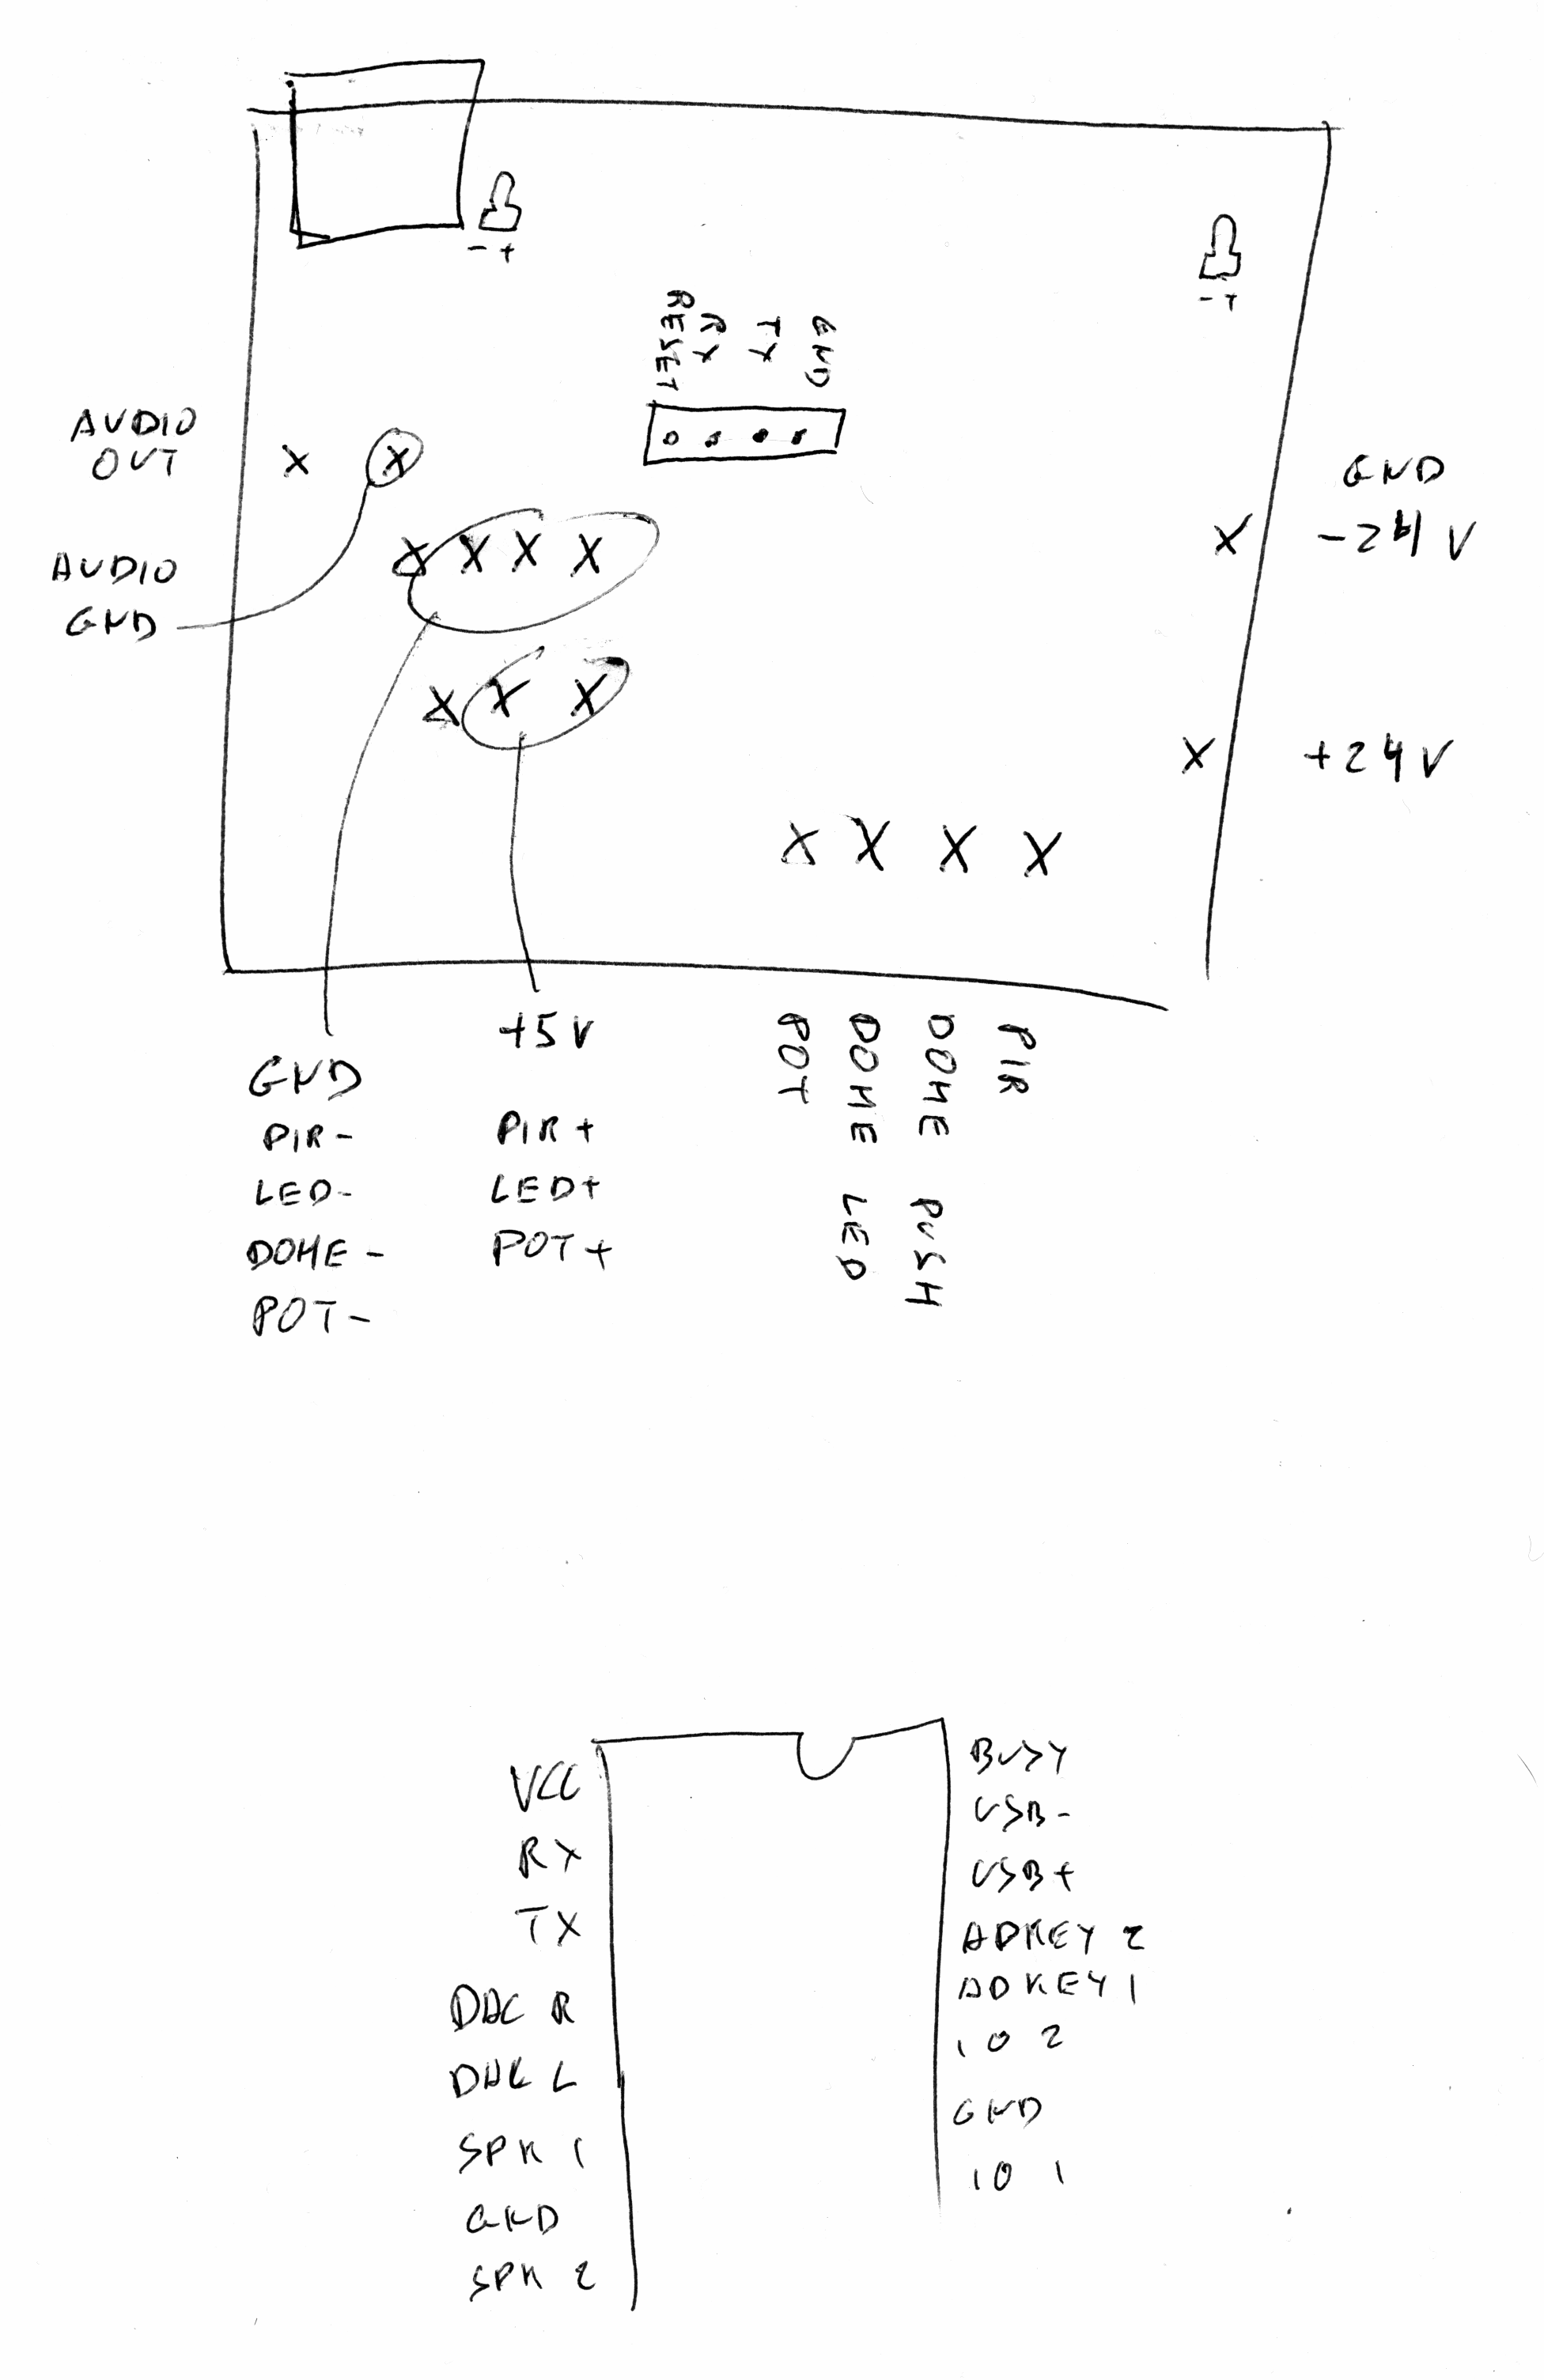 - +
- +
RESET
RX
TX
GND
AUDIO
OUT
X X
GND
-24 V
X
AUDIO
GND
X X X X
X X X
X
+24 V
X X X X
+5V
GND
PIR-
LED-
DOME -
POT-
PIR+
LED+
POT+
POT
DOME LED
DOME PUSH
PIR
VCC
RX
TX
DAC R
DAC L
SPK 1
GND
SPK 2
BUSY
USB-
USB+
ADKEY 2
ADKEY 1
IO 2
GND
IO 1